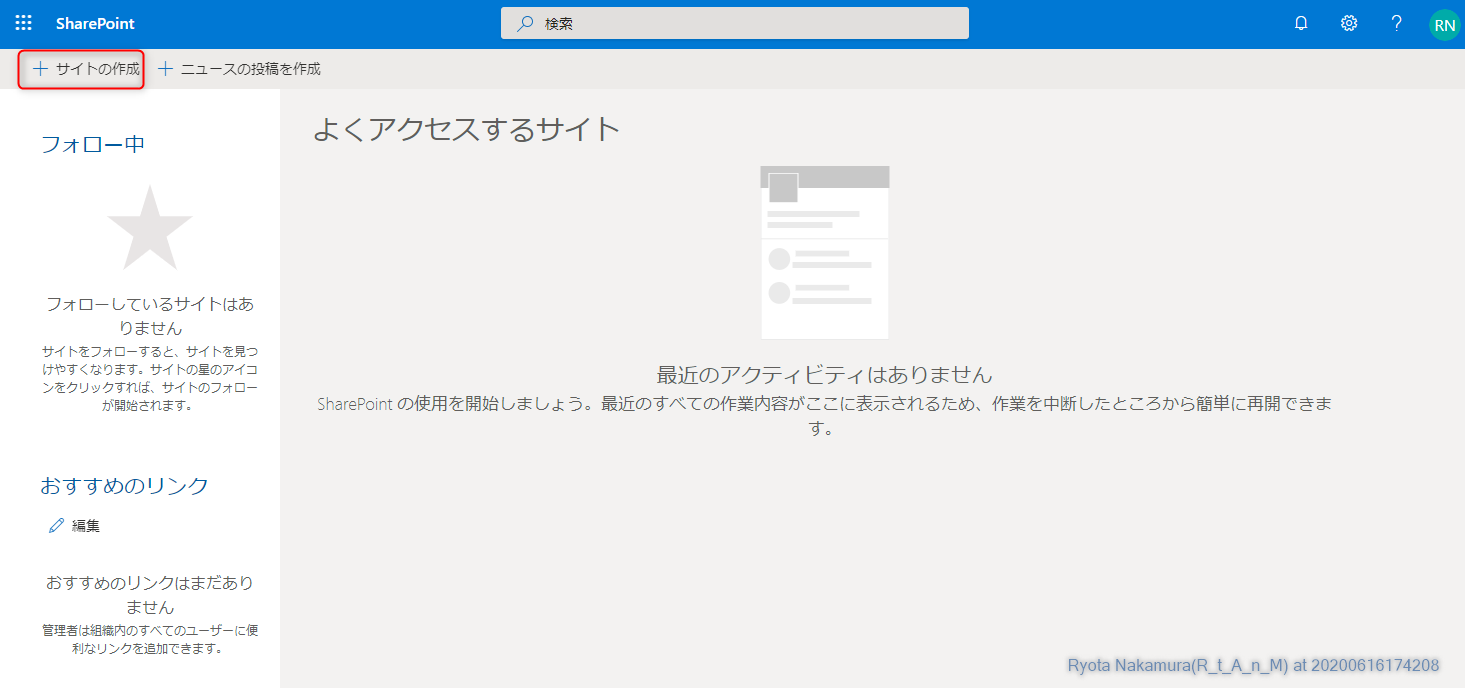 SharePoint
検索
RN
サイトの作成
ニュースの投稿を作成
フォロー中
よくアクセスするサイト
フォローしているサイトはあ
りません
サイトをフォローすると、サイトを見つ
けやすくなります。サイトの星のアイコ
ンをクリックすれば、サイトのフォロー
が開始されます。
最近のアクティビティはありません
SharePoint の使用を開始しましょう。最近のすべての作業内容がここに表示されるため、作業を中断したところから簡単に再開できま
す。
おすすめのリンク
編集
おすすめのリンクはまだあり
ません
管理者は組織内のすべてのユーザーに便
利なリンクを追加できます。
Ryota Nakamura(R_t_A_n_M) at 20200616174208